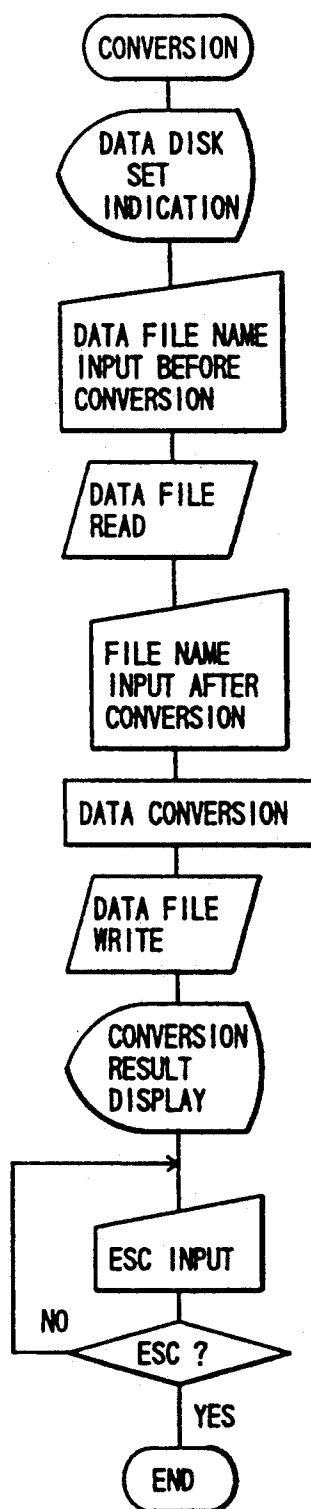 CONVERSION
DATA DISK
SET
INDICATION
DATA FILE NAME
INPUT BEFORE
CONVERSION
DATA FILE
READ
FILE NAME
INPUT AFTER
CONVERSION
DATA CONVERSION
DATA FILE
WRITE
CONVERSION
RESULT
DISPLAY
ESC INPUT
NO
ESC ?
YES
END